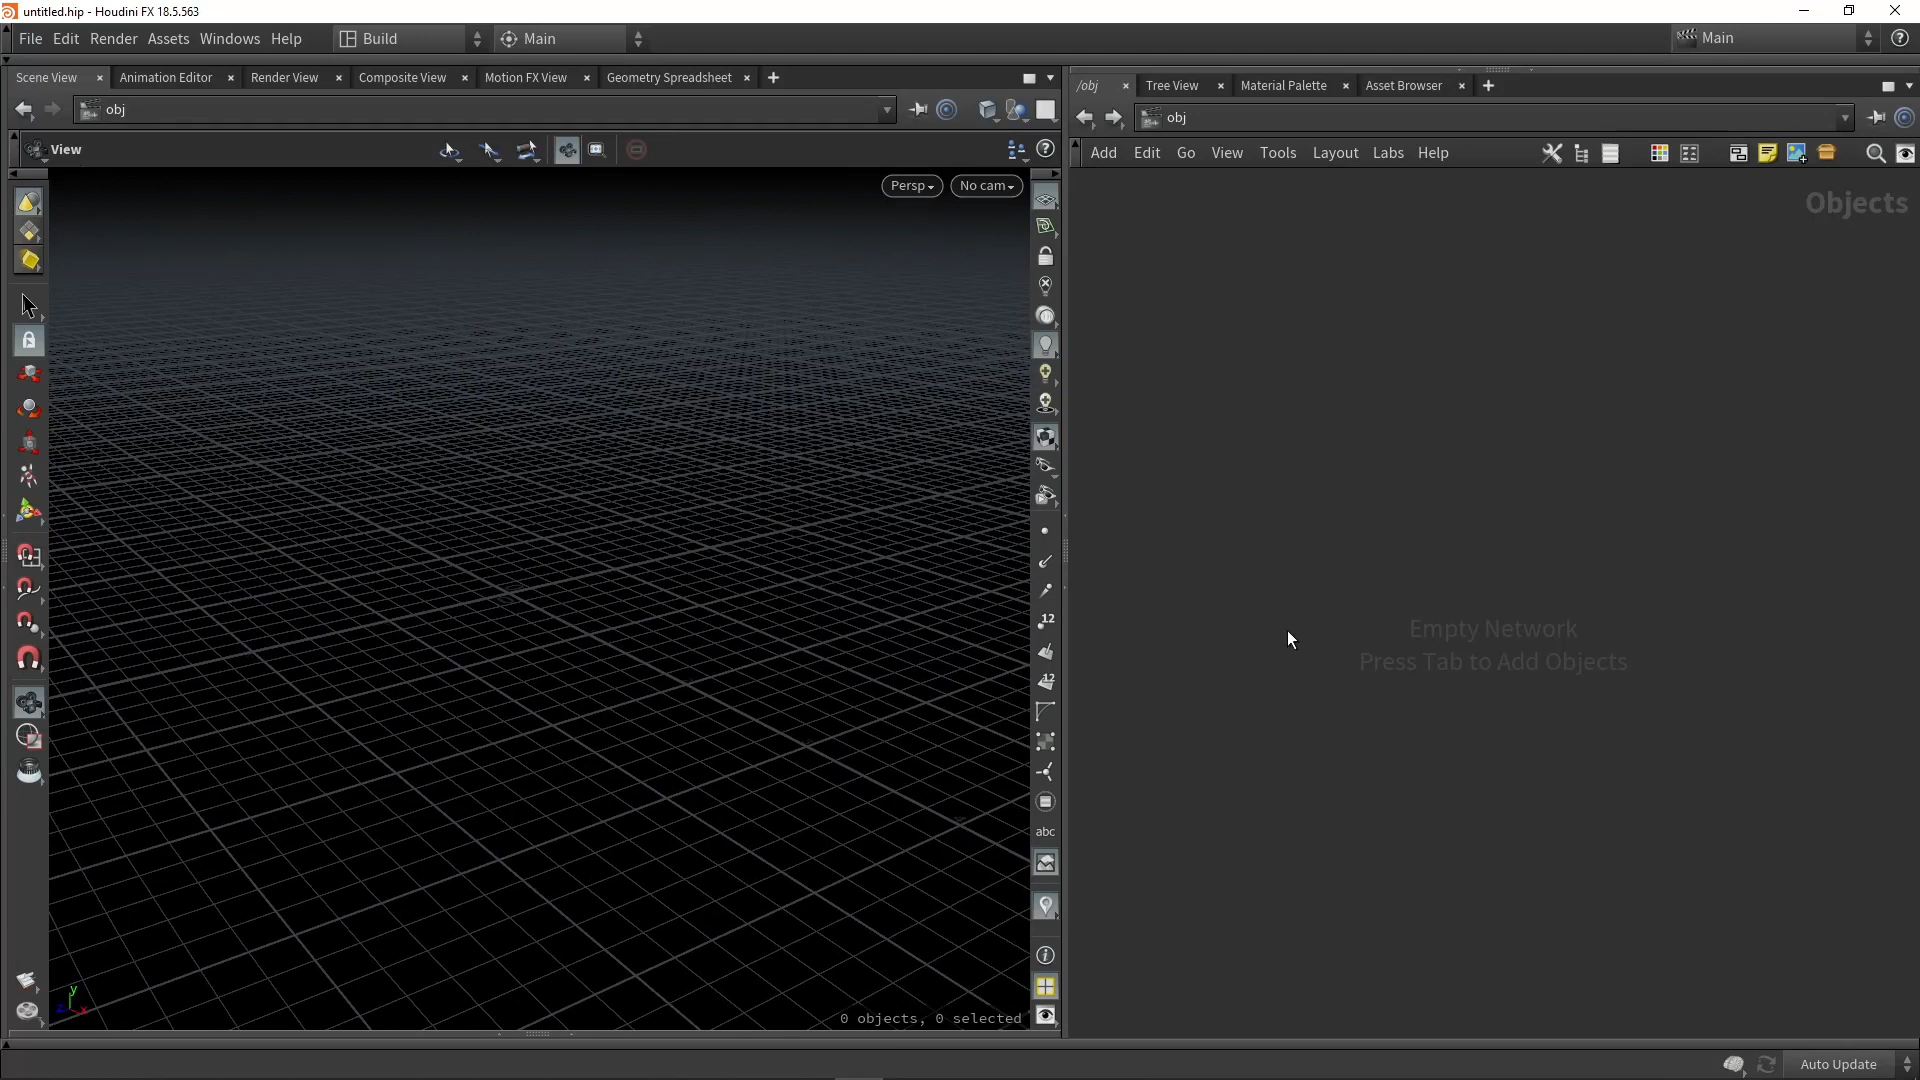 untitled.hip - Houdini FX 18.5.563
File Edit Render Assets Windows Help Build Main Main
Scene View Animation Editor Render View Composite View Motion FX View Geometry Spreadsheet
/obj Tree View Material Palette Asset Browser
obj
obj
View
Add Edit Go View Tools Layout Labs Help
Persp No cam
Objects
12
12
abc
Empty Network
Press Tab to Add Objects
y
z x
0 objects, 0 selected
Auto Update